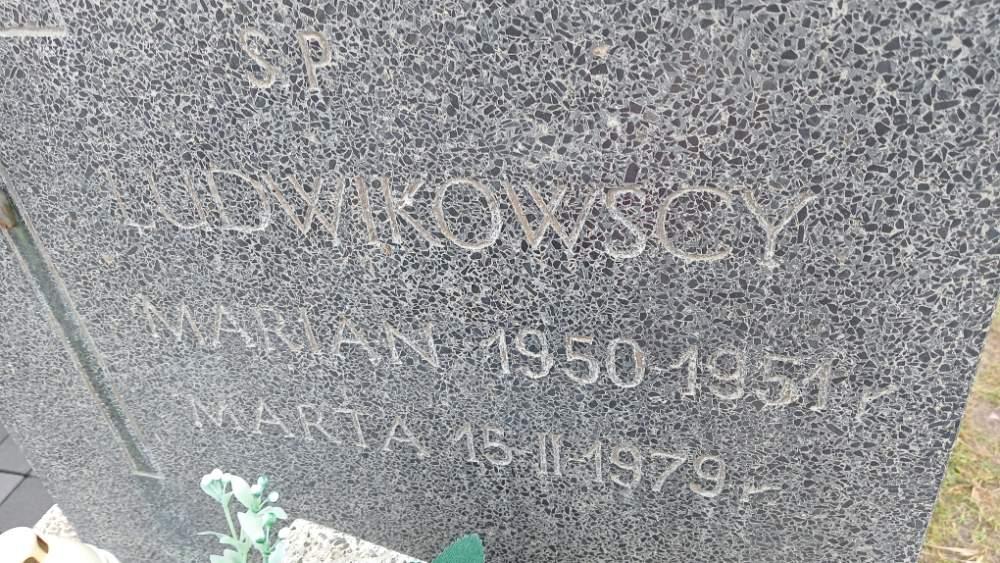 SP
LUDWIKOWSCY
MARIAN 1950-1951 r
MARTA 15-II-1979 r